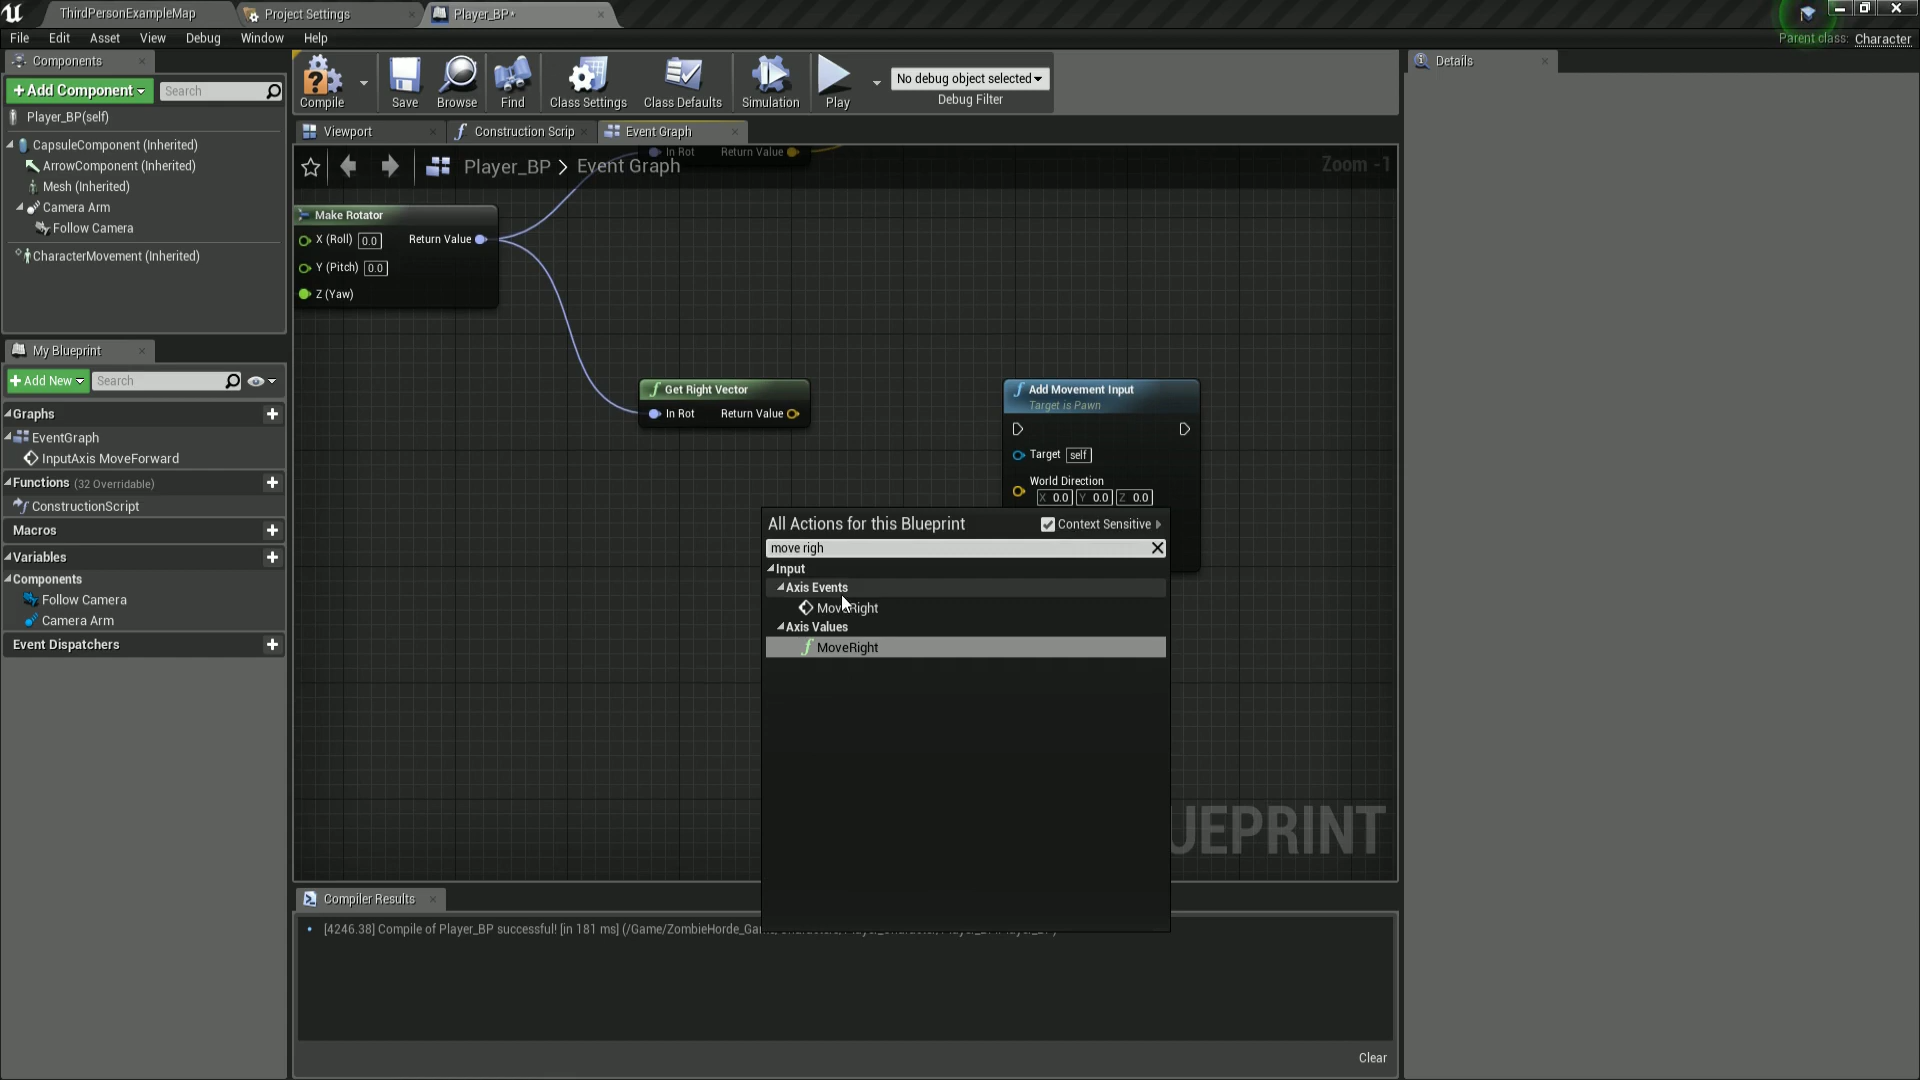 ThirdPersonExampleMap
Project Settings
Player_BP*
File Edit Asset View Debug Window Help
Parent class: Character
Components
+Add Component
Search
Player_BP(self)
CapsuleComponent (Inherited)
ArrowComponent (Inherited)
Mesh (Inherited)
Camera Arm
Follow Camera
CharacterMovement (Inherited)
My Blueprint
+Add New
Search
Graphs
EventGraph
InputAxis MoveForward
Functions (32 Overridable)
ConstructionScript
Macros
Variables
Components
Follow Camera
Camera Arm
Event Dispatchers
Compile
Save
Browse
Find
Class Settings
Class Defaults
Simulation
Play
No debug object selected
Debug Filter
Viewport
Construction Scrip
Event Graph
In Rot Return Value
Player_BP > Event Graph
Zoom -1
Make Rotator
X (Roll) 0.0 Return Value
Y (Pitch) 0.0
Z (Yaw)
Get Right Vector
In Rot Return Value
Add Movement Input
Target is Pawn
Target self
World Direction
X 0.0 Y 0.0 Z 0.0
All Actions for this Blueprint
Context Sensitive
move righ
Input
Axis Events
MoveRight
Axis Values
MoveRight
UEPRINT
Compiler Results
[4246.38] Compile of Player_BP successful! [in 181 ms] (/Game/ZombieHorde_Ga
Clear
Details